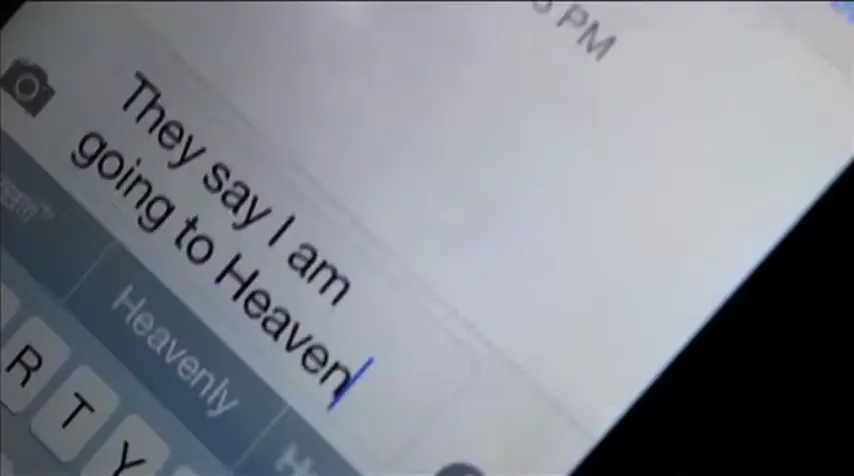 PM
They say I am
going to Heaven
Heavenly
R T Y